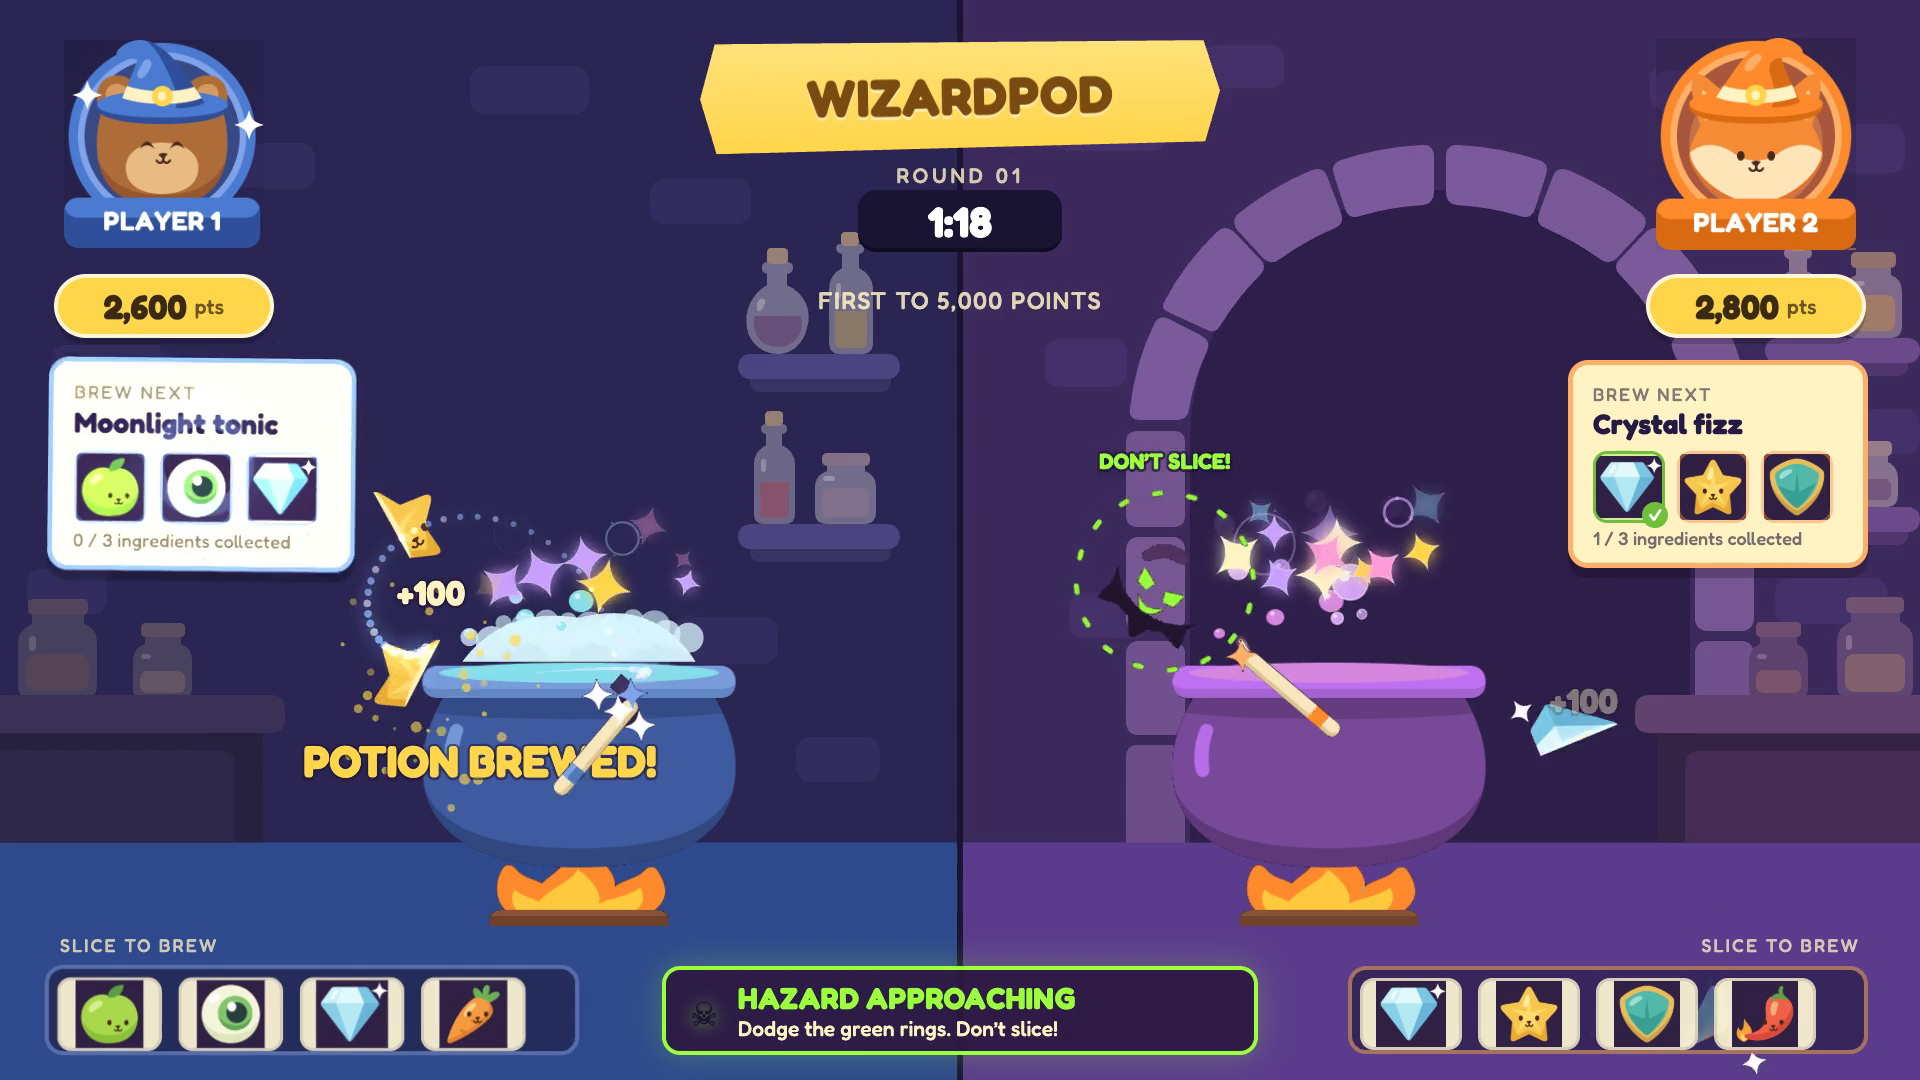 WIZARDPOD
ROUND 01
1:18
FIRST TO 5,000 POINTS
PLAYER 1
2,600 pts
BREW NEXT
Moonlight tonic
0 / 3 ingredients collected
+100
POTION BREWED!
SLICE TO BREW
PLAYER 2
2,800 pts
BREW NEXT
Crystal fizz
1 / 3 ingredients collected
DON'T SLICE!
+100
SLICE TO BREW
HAZARD APPROACHING
Dodge the green rings. Don't slice!